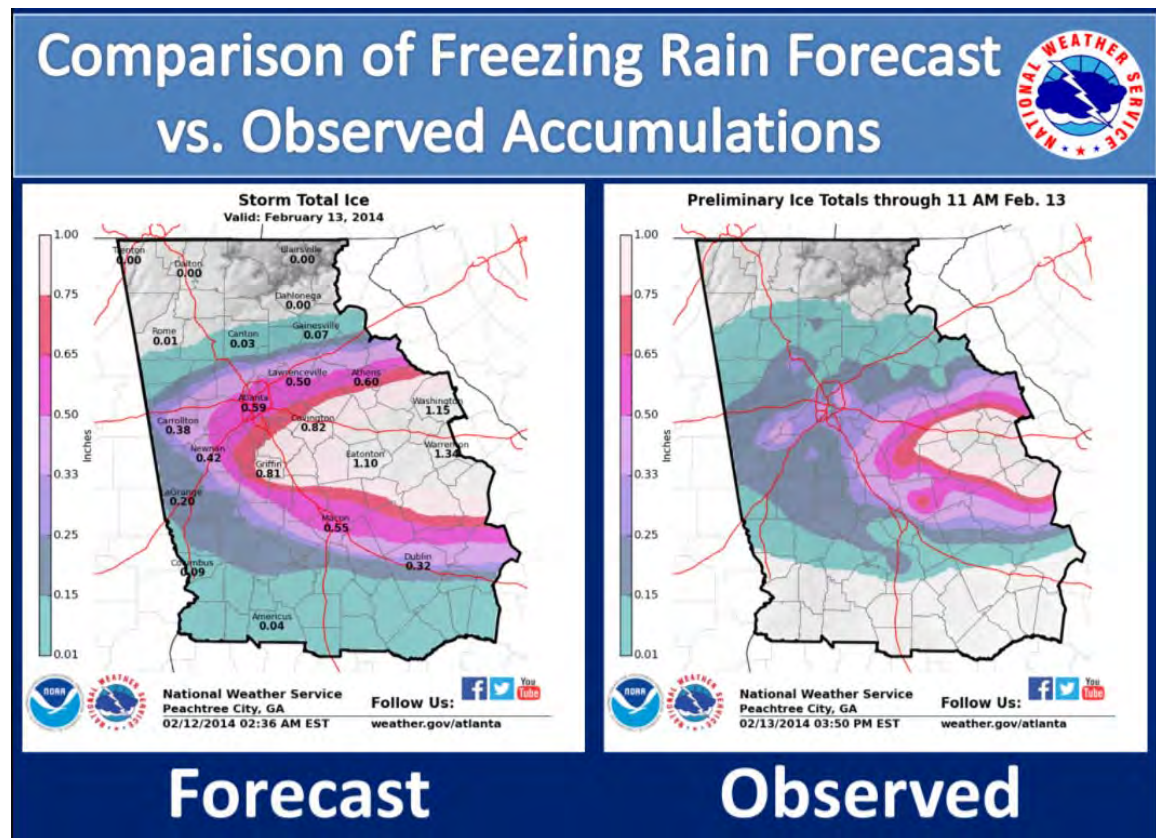 Comparison of Freezing Rain Forecast
vs. Observed Accumulations
NATIONAL WEATHER SERVICE
Storm Total Ice
Valid: February 13, 2014
1.00
0.75
0.65
0.50
0.33
0.25
0.15
0.01
Inches
Trenton
0.00
Dalton
0.00
Blairsville
0.00
Dahlonega
0.00
Rome
0.01
Canton
0.03
Gainesville
0.07
Lawrenceville
0.50
Athens
0.60
Atlanta
0.59
Washington
1.15
Carrollton
0.38
Covington
0.82
Newnan
0.42
Griffin
0.81
Eatonton
1.10
Warrenton
1.34
LaGrange
0.20
Macon
0.55
Columbus
0.09
Dublin
0.32
Americus
0.04
NOAA
National Weather Service
Peachtree City, GA
02/12/2014 02:36 AM EST
Follow Us:
You
Tube
weather.gov/atlanta
Forecast
Preliminary Ice Totals through 11 AM Feb. 13
1.00
0.75
0.65
0.50
0.33
0.25
0.15
0.01
Inches
NOAA
National Weather Service
Peachtree City, GA
02/13/2014 03:50 PM EST
Follow Us:
You
Tube
weather.gov/atlanta
Observed